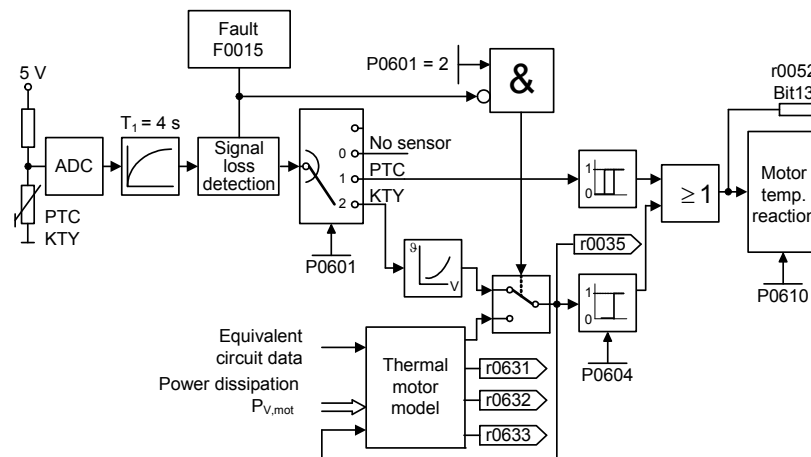 Fault
F0015
P0601 = 2
&
r0052
Bit13
5 V
T₁ = 4 s
ADC
Signal
loss
detection
No sensor
0
1
PTC
2
KTY
P0601
PTC
KTY
1
0
≥ 1
Motor
temp.
reaction
P0610
r0035
ϑ
V
1
0
P0604
Equivalent
circuit data
Power dissipation
P_V,mot
Thermal
motor
model
r0631
r0632
r0633